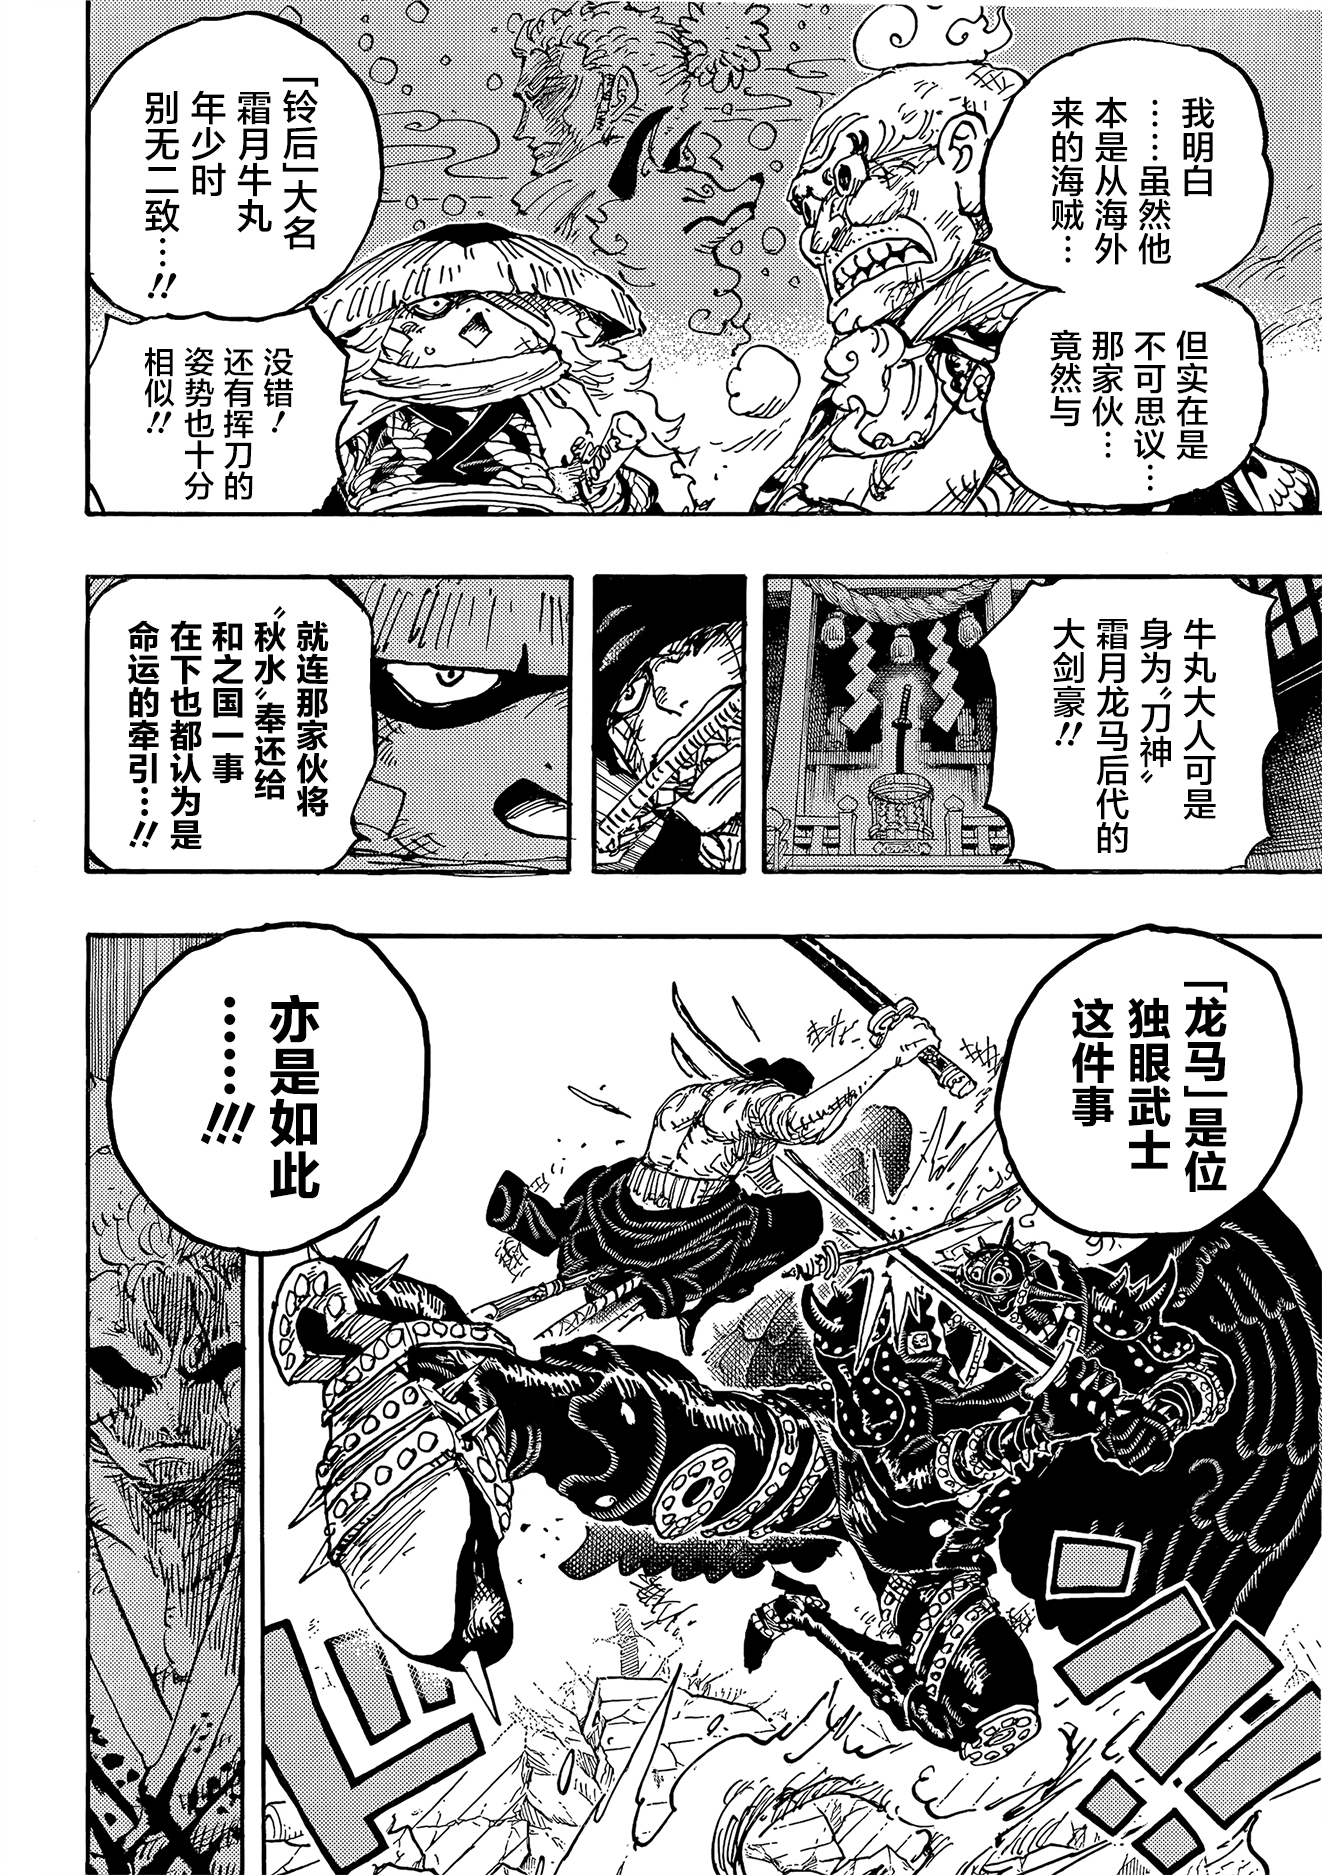 我明白
……虽然他
本是从海外
来的海贼…
但实在是
不可思议…
那家伙…
竟然与
「铃后」大名
霜月牛丸
年少时
别无二致…!!
没错！
还有挥刀的
姿势也十分
相似!!
牛丸大人可是
身为〝刀神〟
霜月龙马后代的
大剑豪!!
就连那家伙将
〝秋水〟奉还给
和之国一事
在下也都认为是
命运的牵引…!!
「龙马」是位
独眼武士
这件事
亦是如此
……!!!